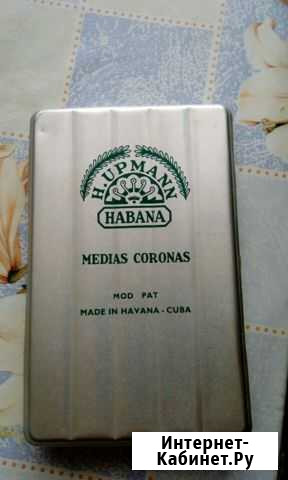 H. UPMANN
HABANA
MEDIAS CORONAS
MOD PAT
MADE IN HAVANA - CUBA
Интернет-
Кабинет.Ру